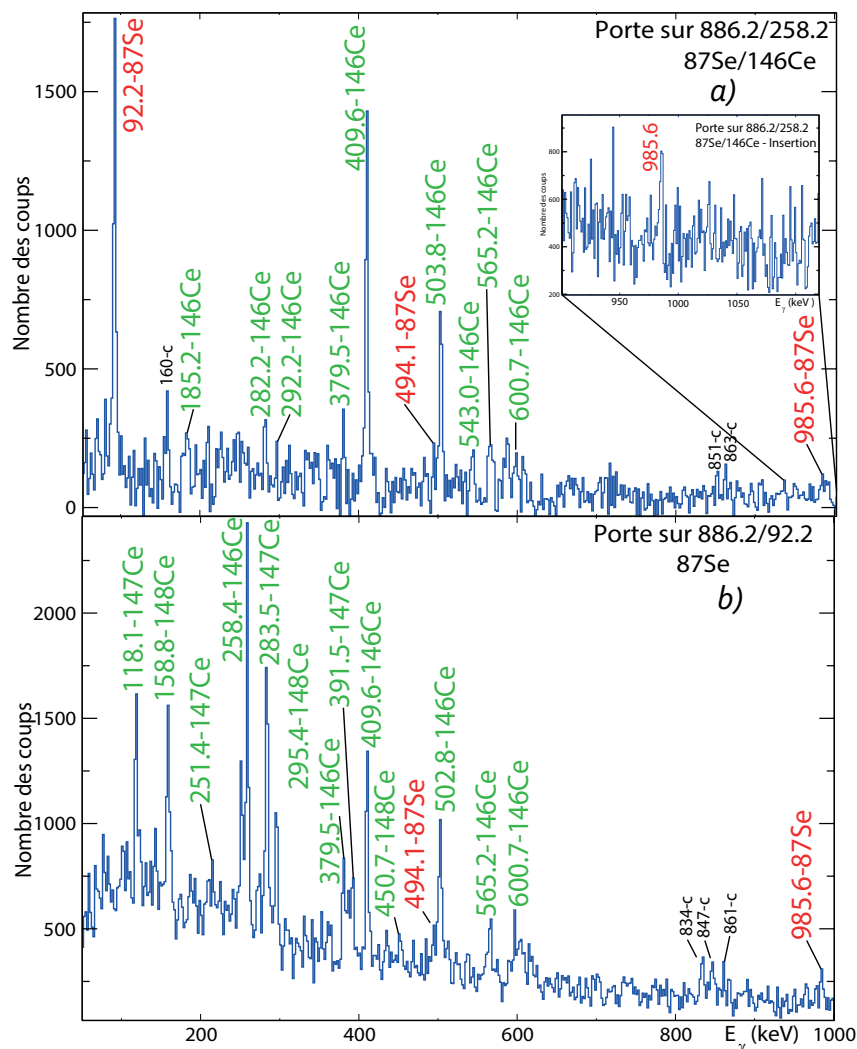 Porte sur 886.2/258.2
87Se/146Ce
a)
Nombre des coups
1500
1000
500
0
92.2-87Se
160-c
185.2-146Ce
282.2-146Ce
292.2-146Ce
379.5-146Ce
409.6-146Ce
494.1-87Se
503.8-146Ce
543.0-146Ce
565.2-146Ce
600.7-146Ce
851-c
863-c
985.6-87Se
Porte sur 886.2/258.2
87Se/146Ce - Insertion
985.6
Nombre des coups
800
600
400
200
950
1000
1050
E_γ (keV)
Porte sur 886.2/92.2
87Se
b)
Nombre des coups
2000
1500
1000
500
118.1-147Ce
158.8-148Ce
251.4-147Ce
258.4-146Ce
283.5-147Ce
295.4-148Ce
379.5-146Ce
391.5-147Ce
409.6-146Ce
450.7-148Ce
494.1-87Se
502.8-146Ce
565.2-146Ce
600.7-146Ce
834-c
847-c
861-c
985.6-87Se
200
400
600
800
E_γ (keV)
1000